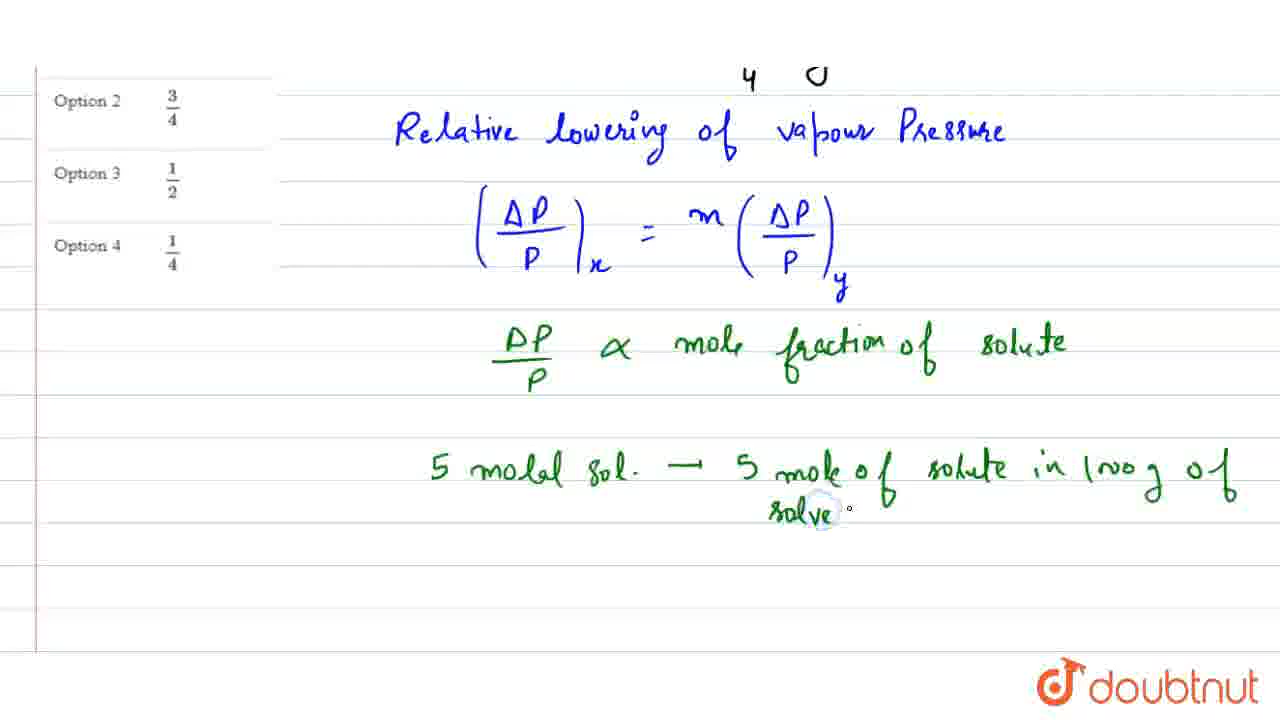 y
Option 2 3/4
Relative lowering of vapour Pressure
Option 3 1/2
(ΔP/P)x = m (ΔP/P)y
Option 4 1/4
ΔP/P ∝ mole fraction of solute
5 molal sol. → 5 mole of solute in 1000 g of
solve
doubtnut